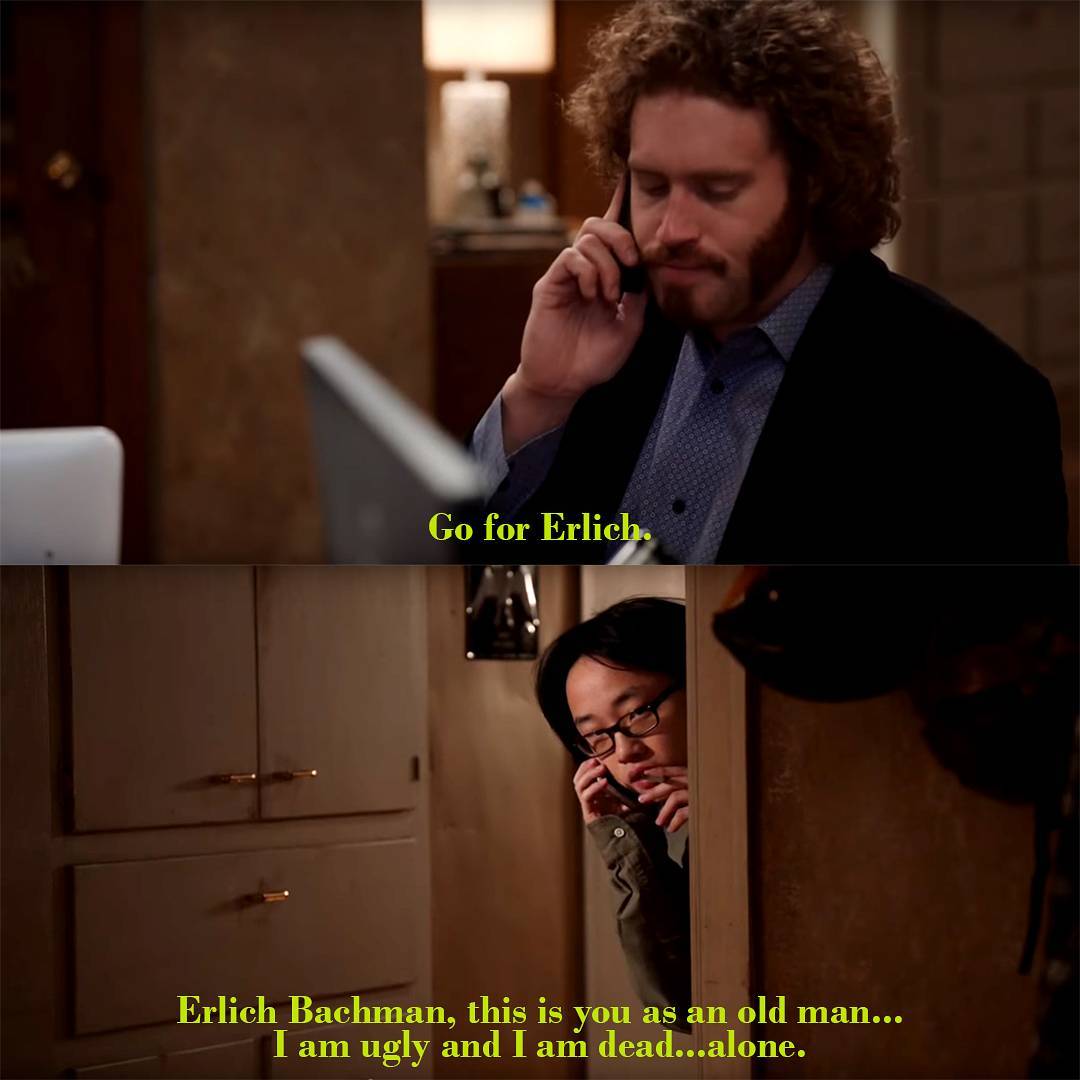 Go for Erlich.
Erlich Bachman, this is you as an old man...
I am ugly and I am dead...alone.